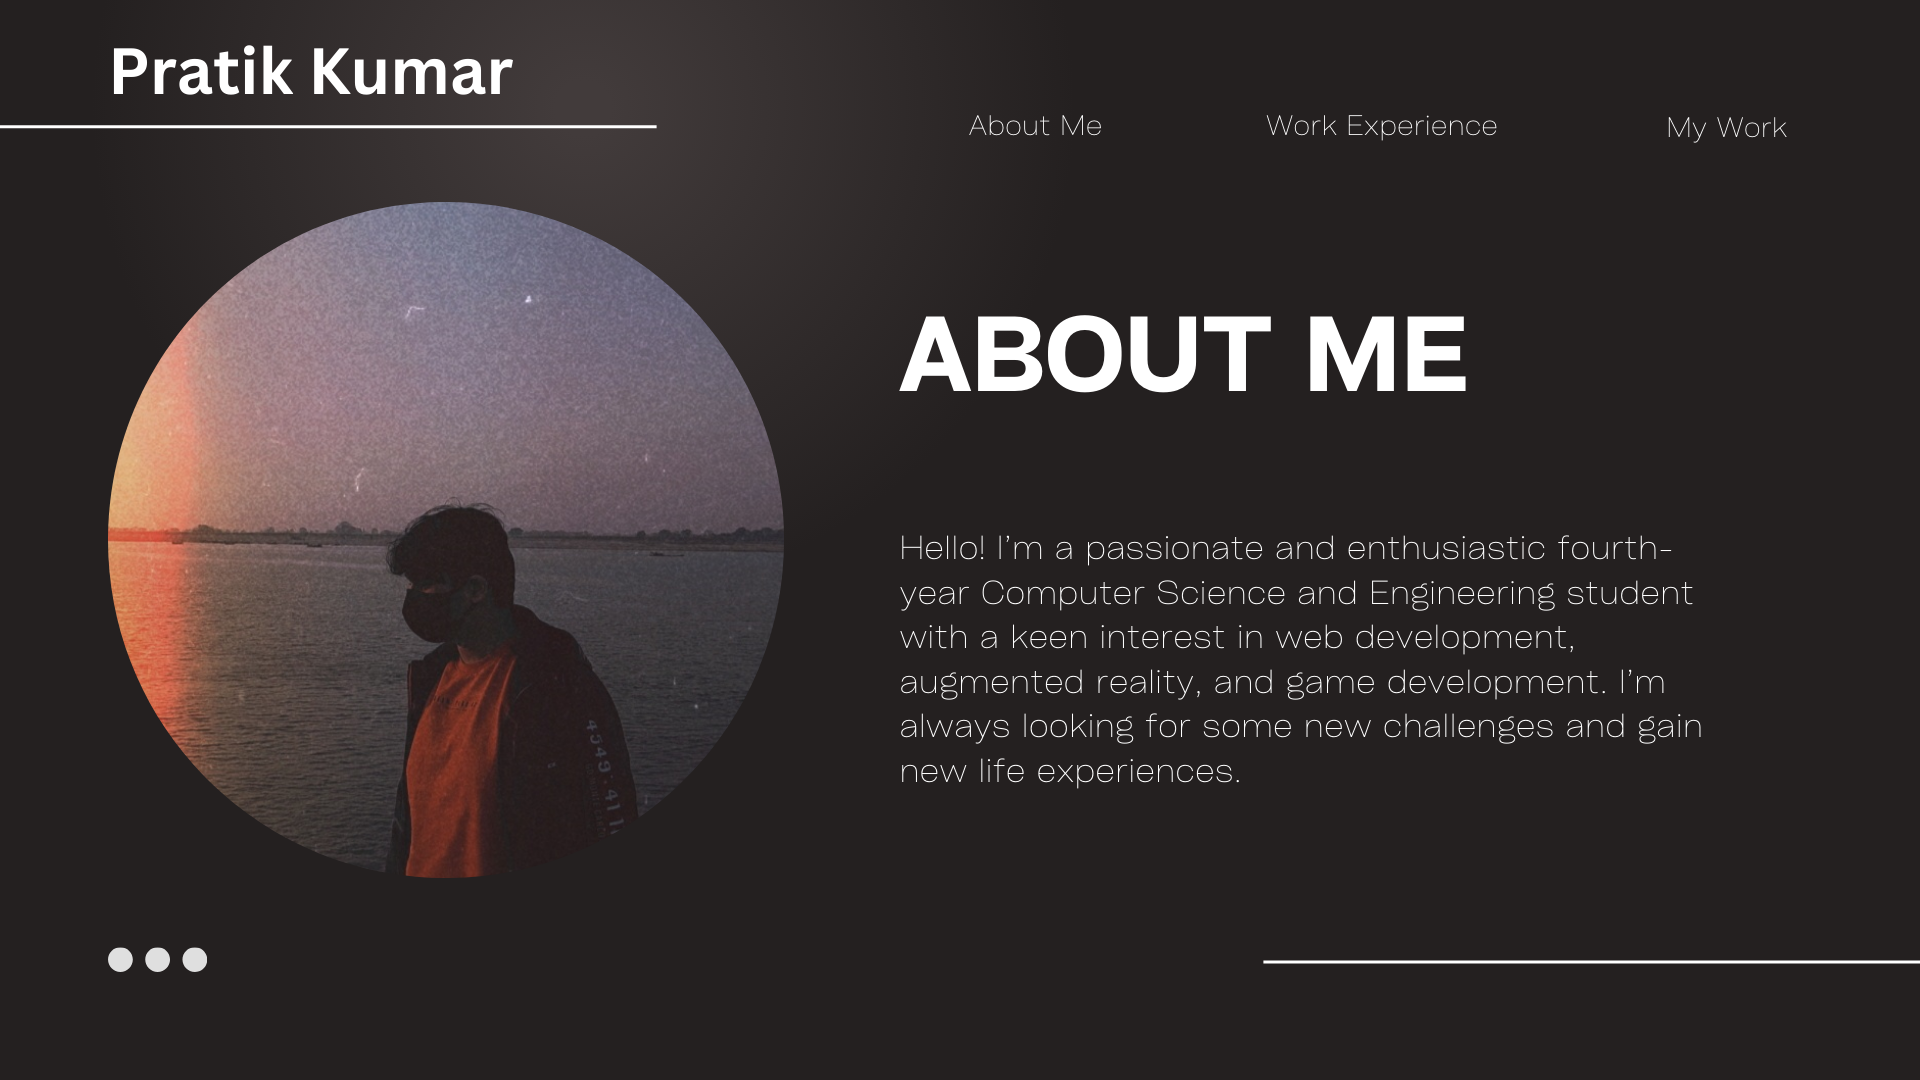 Pratik Kumar
About Me
Work Experience
My Work
ABOUT ME
Hello! I'm a passionate and enthusiastic fourth-
year Computer Science and Engineering student
with a keen interest in web development,
augmented reality, and game development. I'm
always looking for some new challenges and gain
new life experiences.
4549